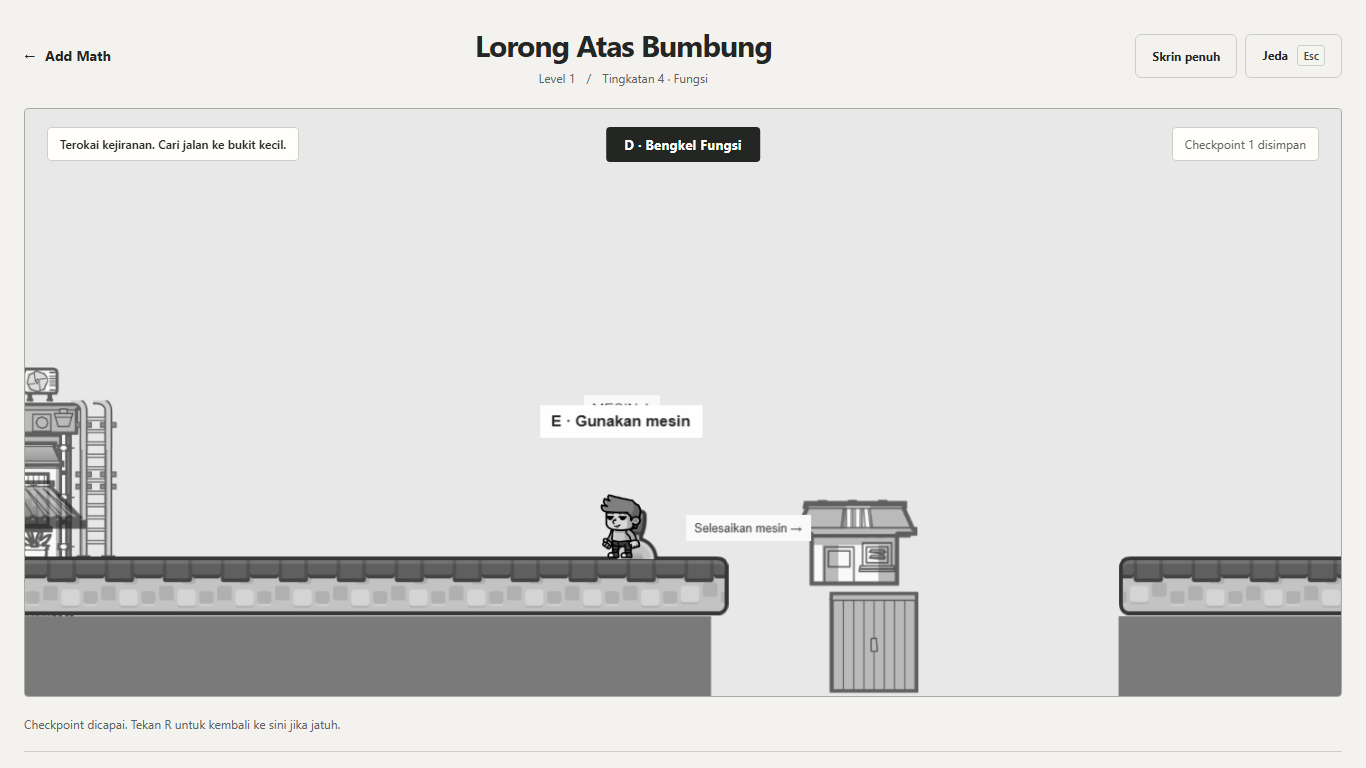 ← Add Math
Lorong Atas Bumbung
Level 1 / Tingkatan 4 · Fungsi
Skrin penuh
Jeda Esc
Terokai kejiranan. Cari jalan ke bukit kecil.
D · Bengkel Fungsi
Checkpoint 1 disimpan
E · Gunakan mesin
Selesaikan mesin →
Checkpoint dicapai. Tekan R untuk kembali ke sini jika jatuh.